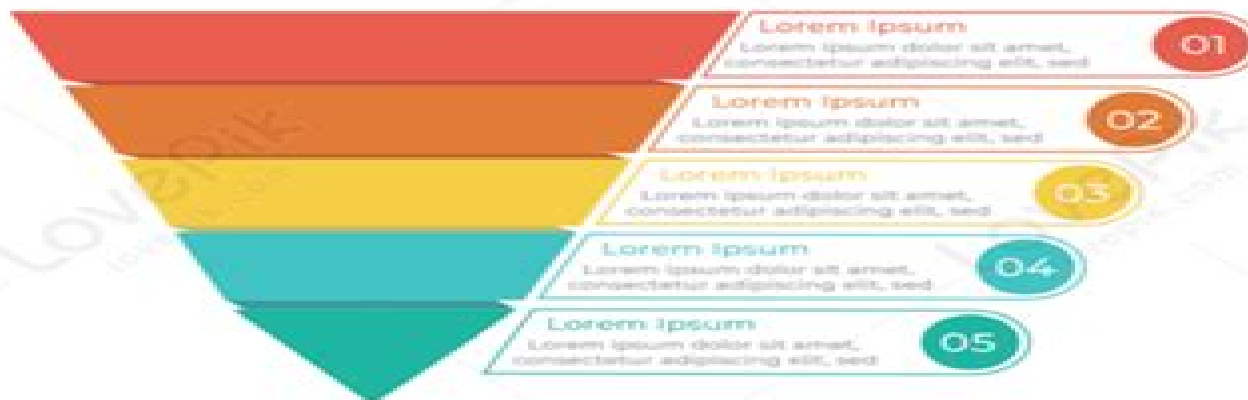 Lorem Ipsum
Lorem ipsum dolor sit amet,
consectetur adipiscing elit, sed
01
Lorem Ipsum
Lorem ipsum dolor sit amet,
consectetur adipiscing elit, sed
02
Lorem Ipsum
Lorem ipsum dolor sit amet,
consectetur adipiscing elit, sed
03
Lorem Ipsum
Lorem ipsum dolor sit amet,
consectetur adipiscing elit, sed
04
Lorem Ipsum
Lorem ipsum dolor sit amet,
consectetur adipiscing elit, sed
05
Lovepik